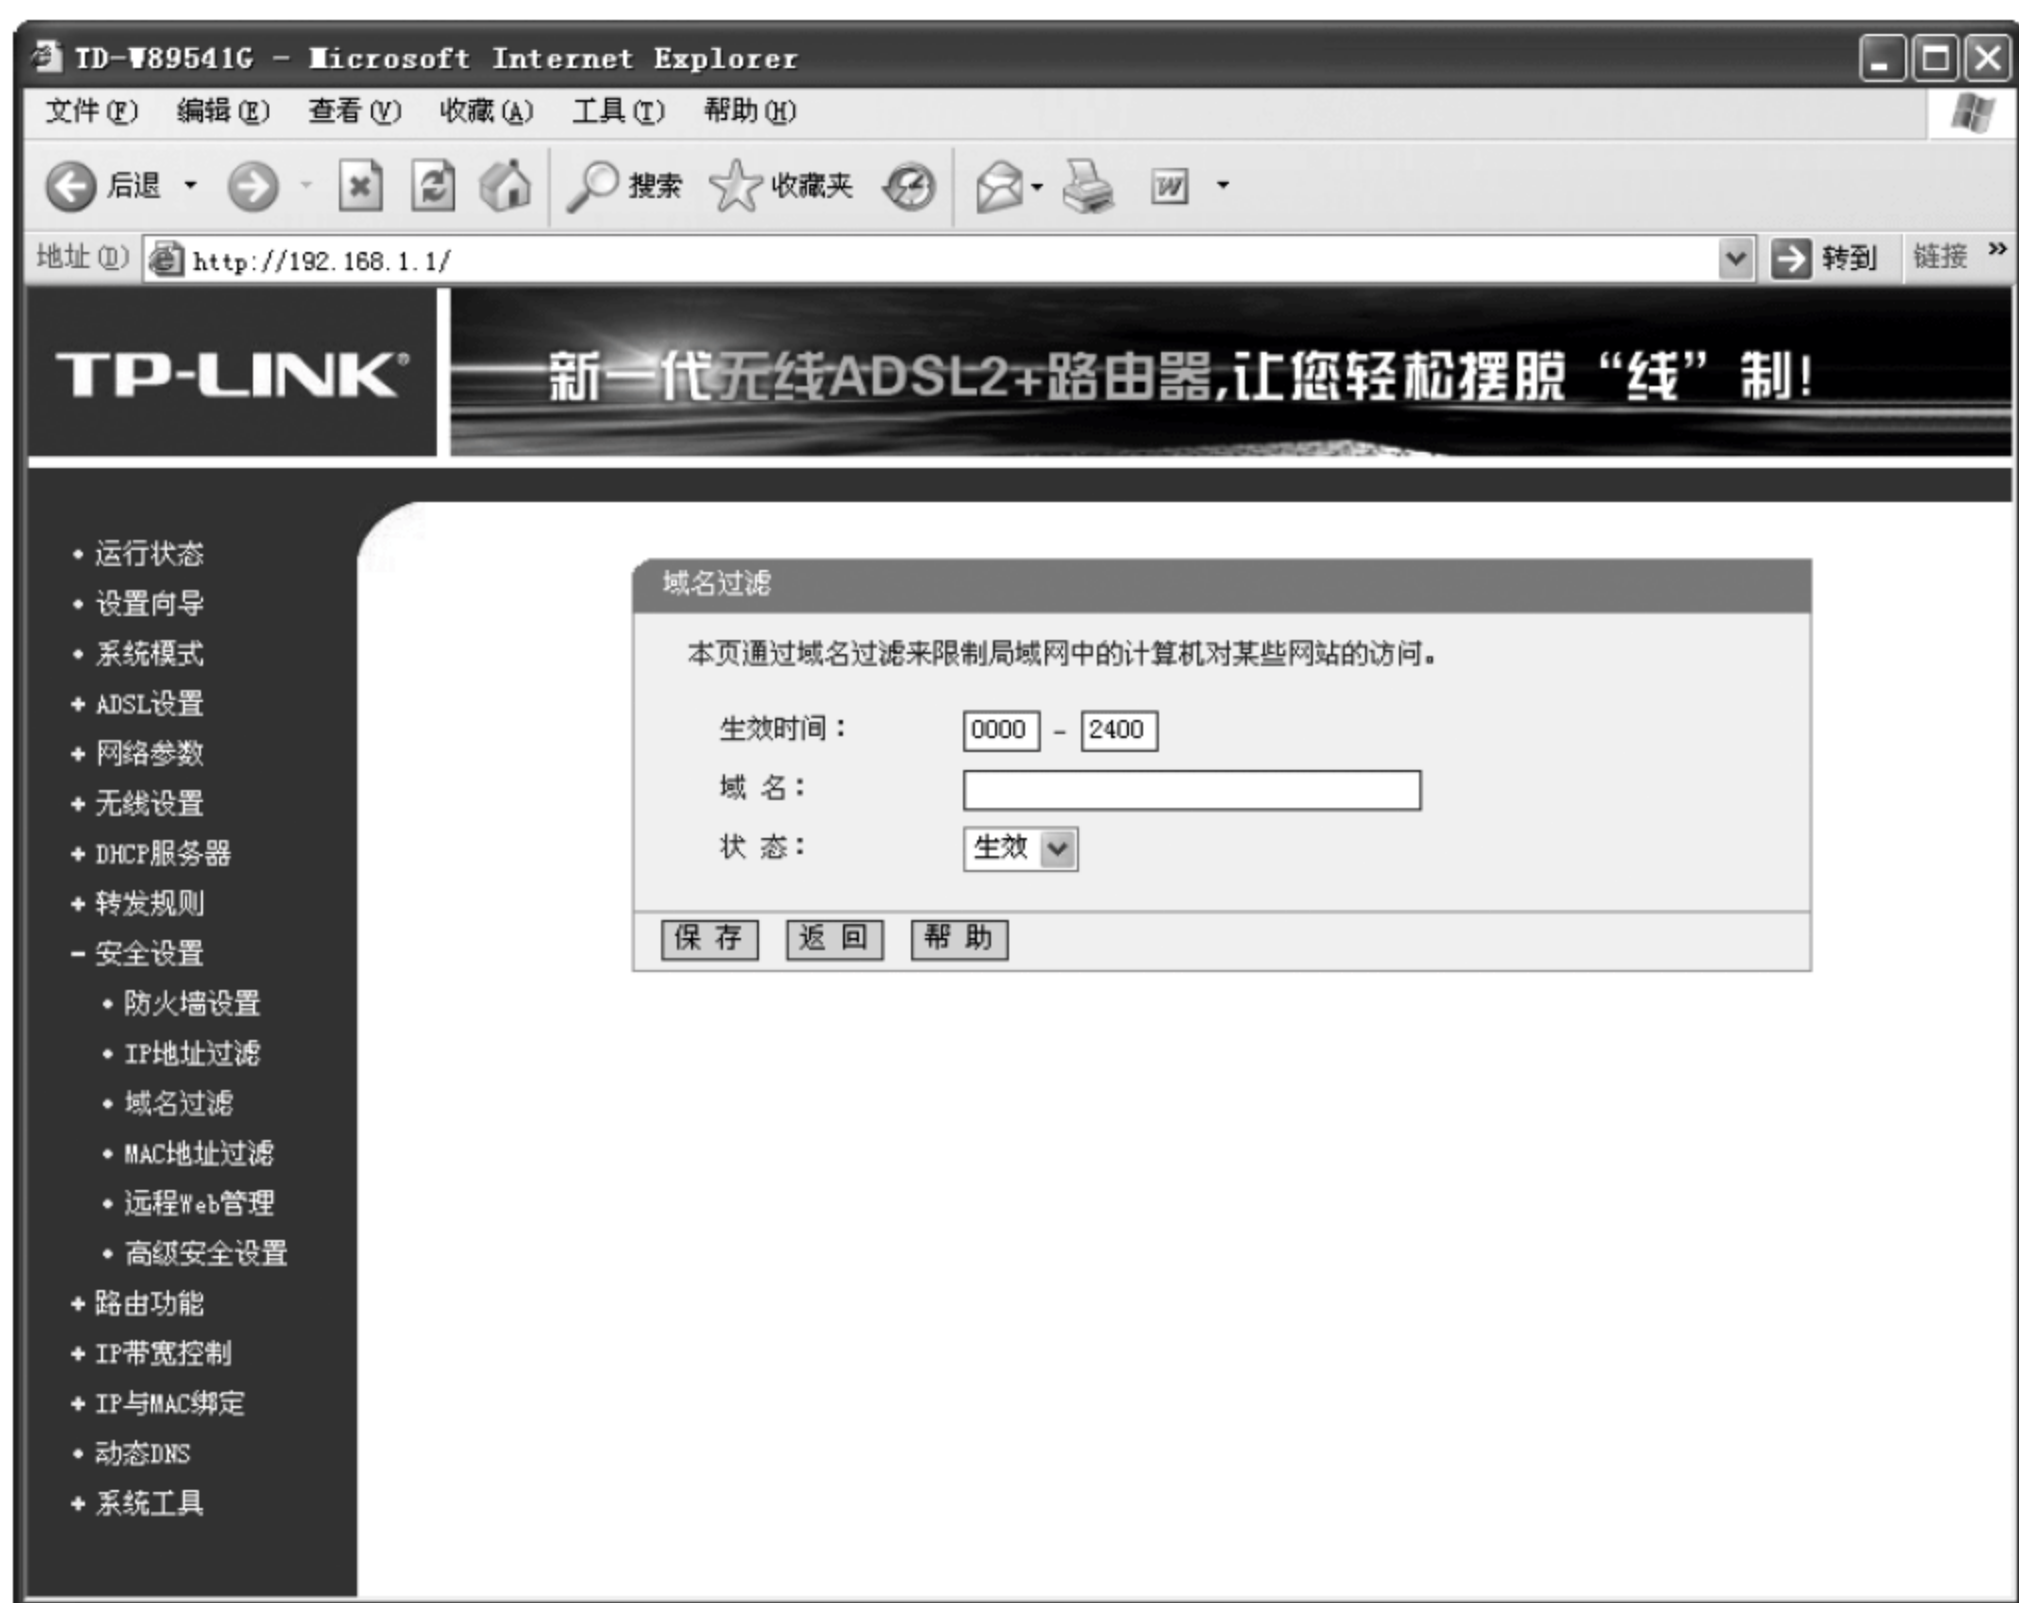 TD-W89541G - Microsoft Internet Explorer
文件(F) 编辑(E) 查看(V) 收藏(A) 工具(T) 帮助(H)
后退 搜索 收藏夹
地址(D) http://192.168.1.1/ 转到 链接 »
TP-LINK®
新一代无线ADSL2+路由器,让您轻松摆脱“线”制!
• 运行状态
• 设置向导
• 系统模式
+ ADSL设置
+ 网络参数
+ 无线设置
+ DHCP服务器
+ 转发规则
- 安全设置
• 防火墙设置
• IP地址过滤
• 域名过滤
• MAC地址过滤
• 远程Web管理
• 高级安全设置
+ 路由功能
+ IP带宽控制
+ IP与MAC绑定
• 动态DNS
+ 系统工具
域名过滤
本页通过域名过滤来限制局域网中的计算机对某些网站的访问。
生效时间: 0000 - 2400
域 名:
状 态: 生效
保 存 返 回 帮 助